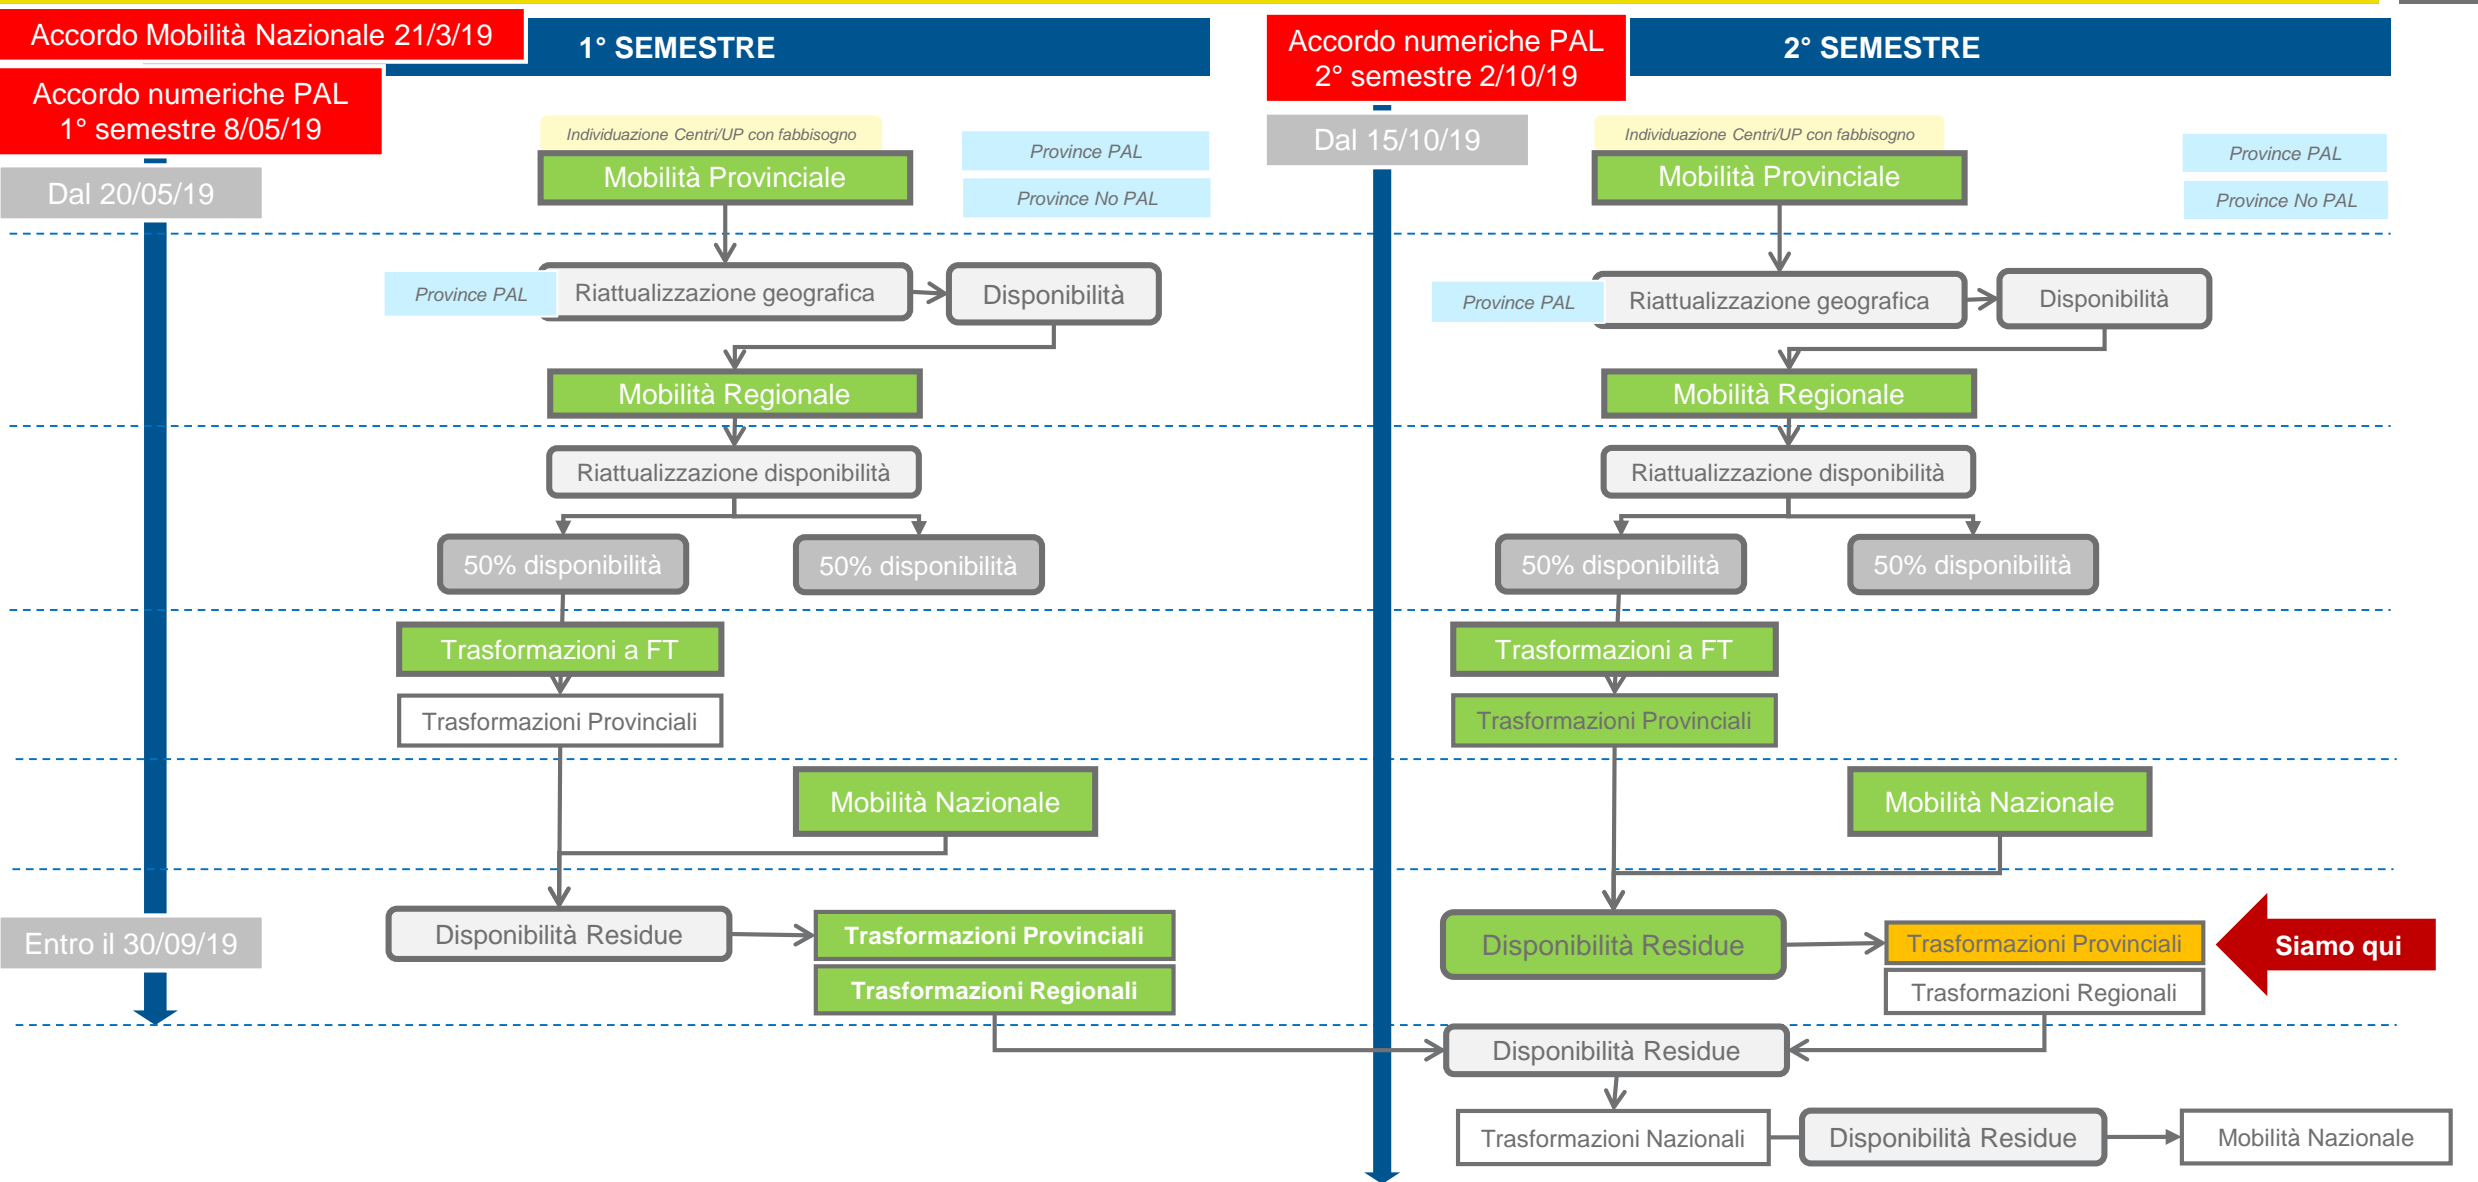 Accordo Mobilità Nazionale 21/3/19
1° SEMESTRE
Accordo numeriche PAL
1° semestre 8/05/19
Dal 20/05/19
Individuazione Centri/UP con fabbisogno
Mobilità Provinciale
Province PAL
Province No PAL
Province PAL
Riattualizzazione geografica
Disponibilità
Mobilità Regionale
Riattualizzazione disponibilità
50% disponibilità
50% disponibilità
Trasformazioni a FT
Trasformazioni Provinciali
Mobilità Nazionale
Entro il 30/09/19
Disponibilità Residue
Trasformazioni Provinciali
Trasformazioni Regionali
Accordo numeriche PAL
2° semestre 2/10/19
2° SEMESTRE
Dal 15/10/19
Individuazione Centri/UP con fabbisogno
Mobilità Provinciale
Province PAL
Province No PAL
Province PAL
Riattualizzazione geografica
Disponibilità
Mobilità Regionale
Riattualizzazione disponibilità
50% disponibilità
50% disponibilità
Trasformazioni a FT
Trasformazioni Provinciali
Mobilità Nazionale
Disponibilità Residue
Trasformazioni Provinciali
Siamo qui
Trasformazioni Regionali
Disponibilità Residue
Trasformazioni Nazionali
Disponibilità Residue
Mobilità Nazionale